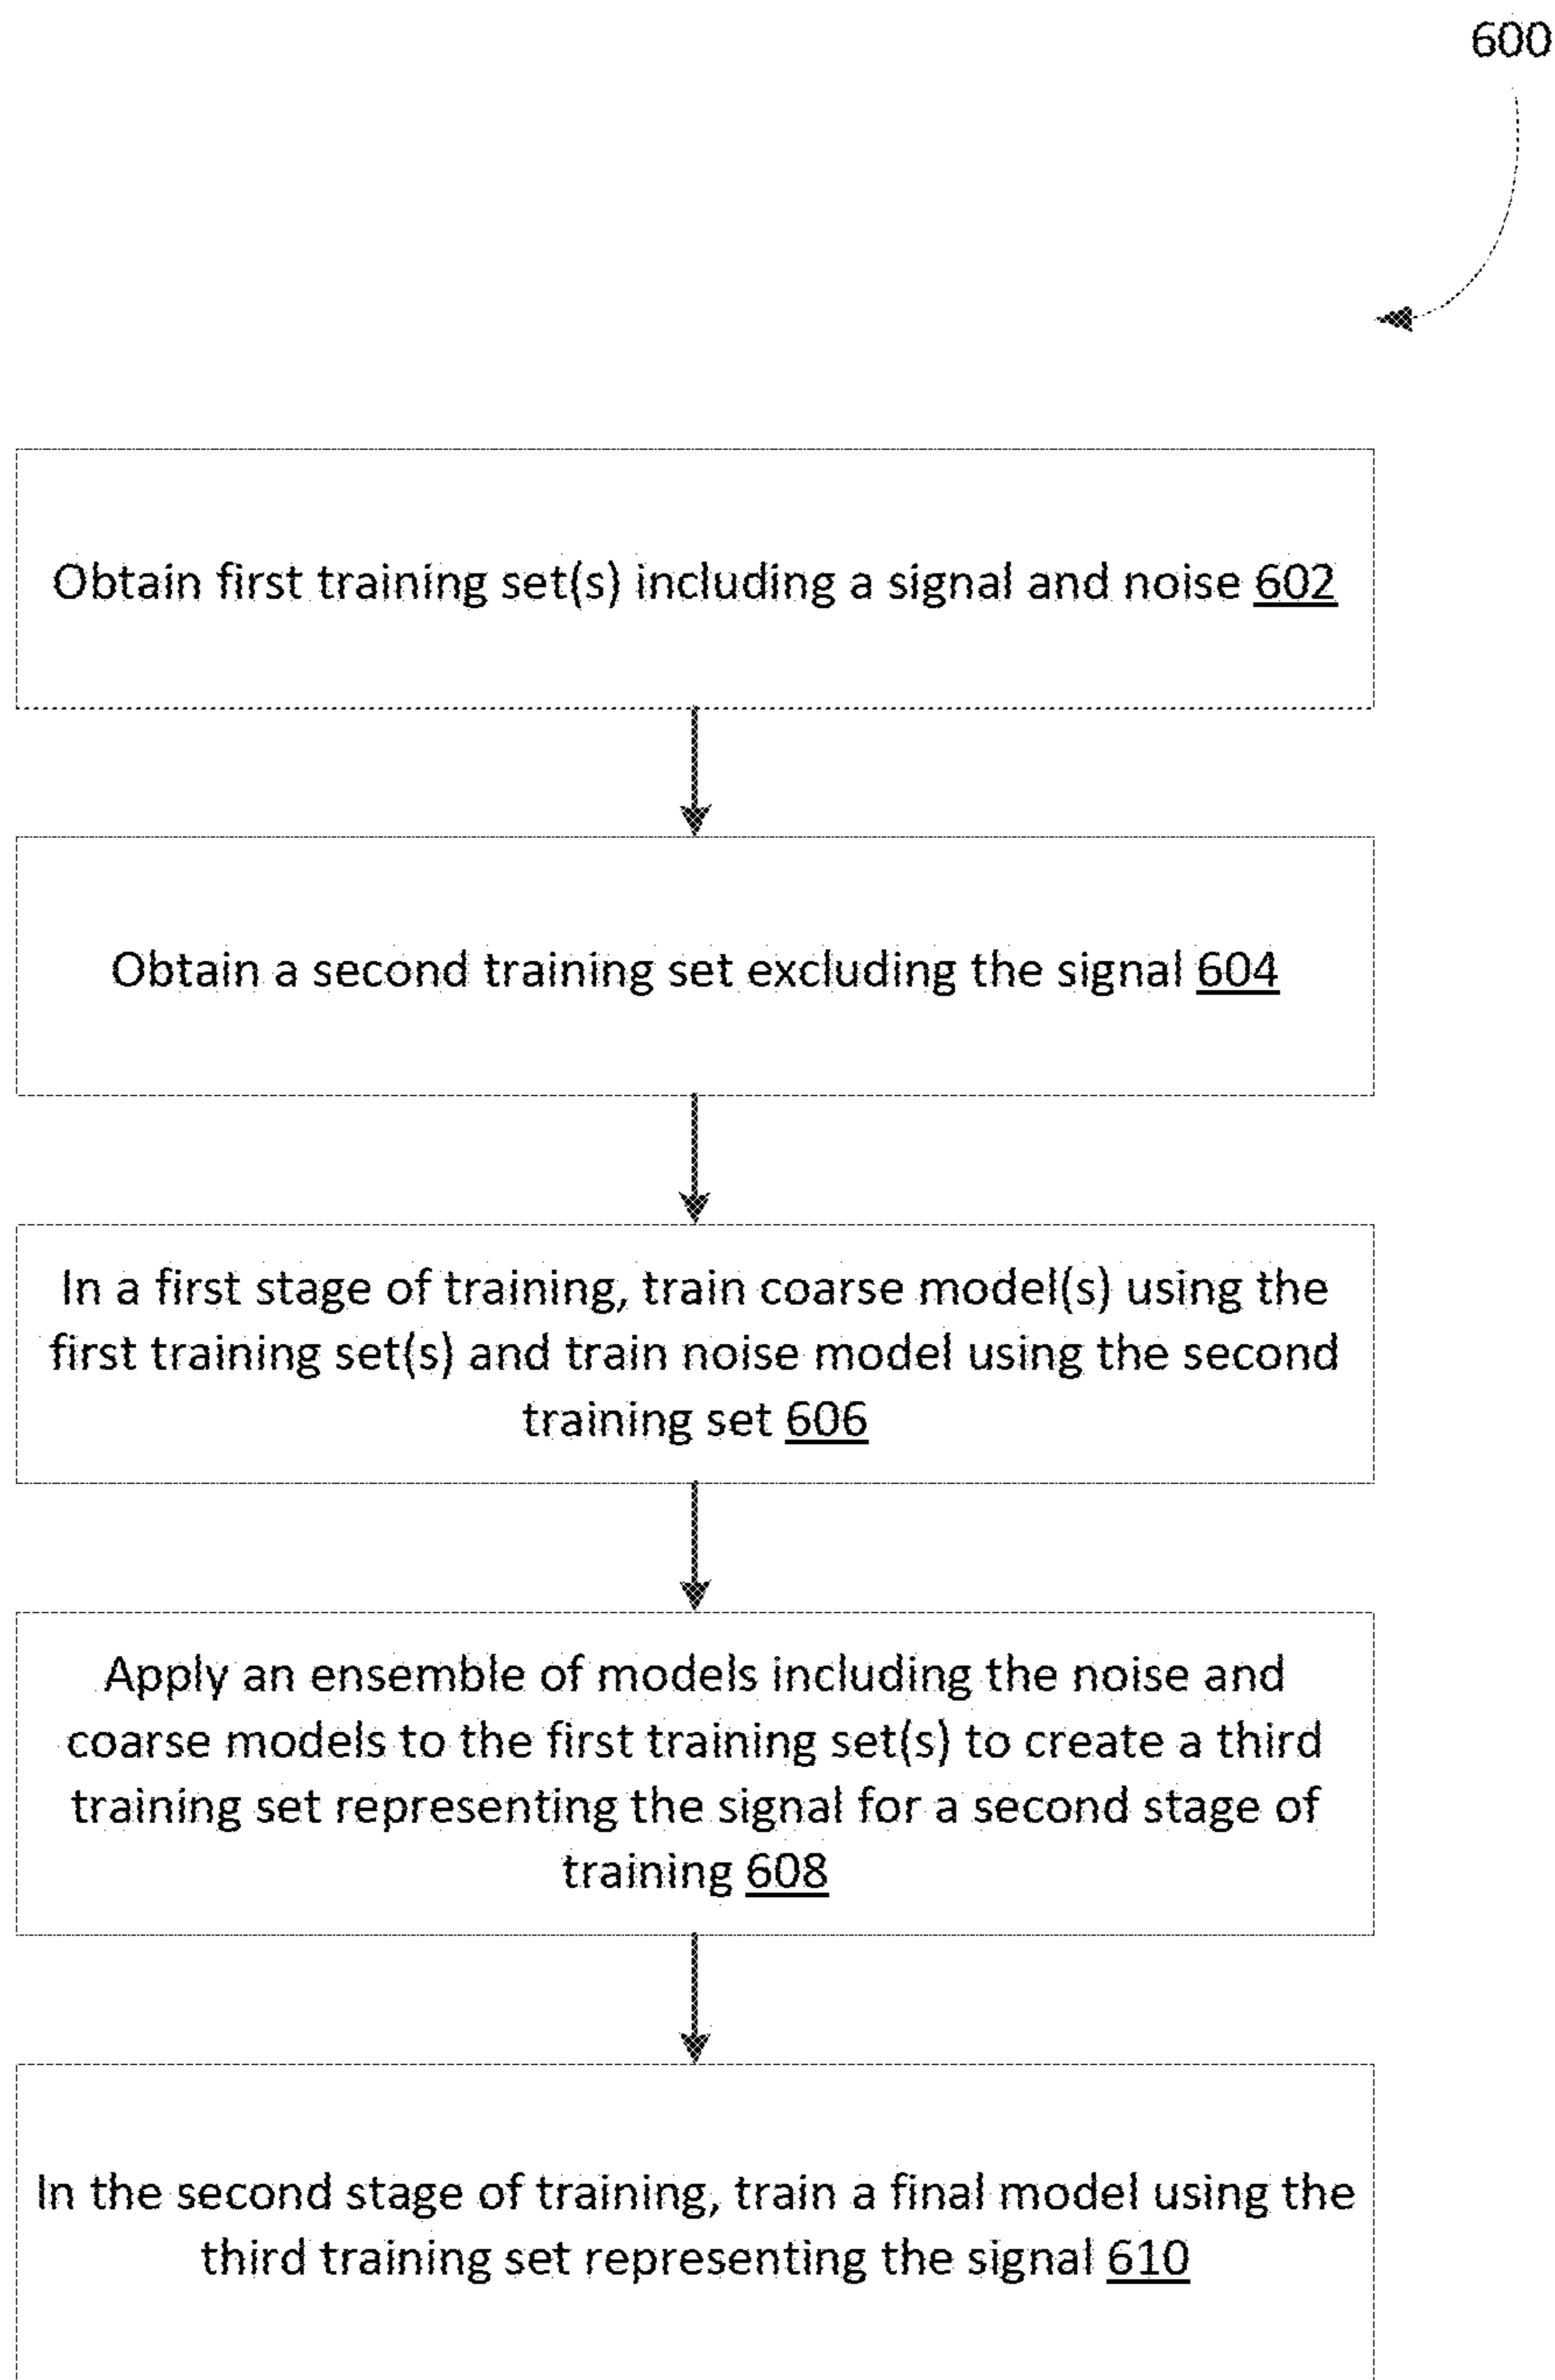 600
Obtain first training set(s) including a signal and noise 602
Obtain a second training set excluding the signal 604
In a first stage of training, train coarse model(s) using the
first training set(s) and train noise model using the second
training set 606
Apply an ensemble of models including the noise and
coarse models to the first training set(s) to create a third
training set representing the signal for a second stage of
training 608
In the second stage of training, train a final model using the
third training set representing the signal 610